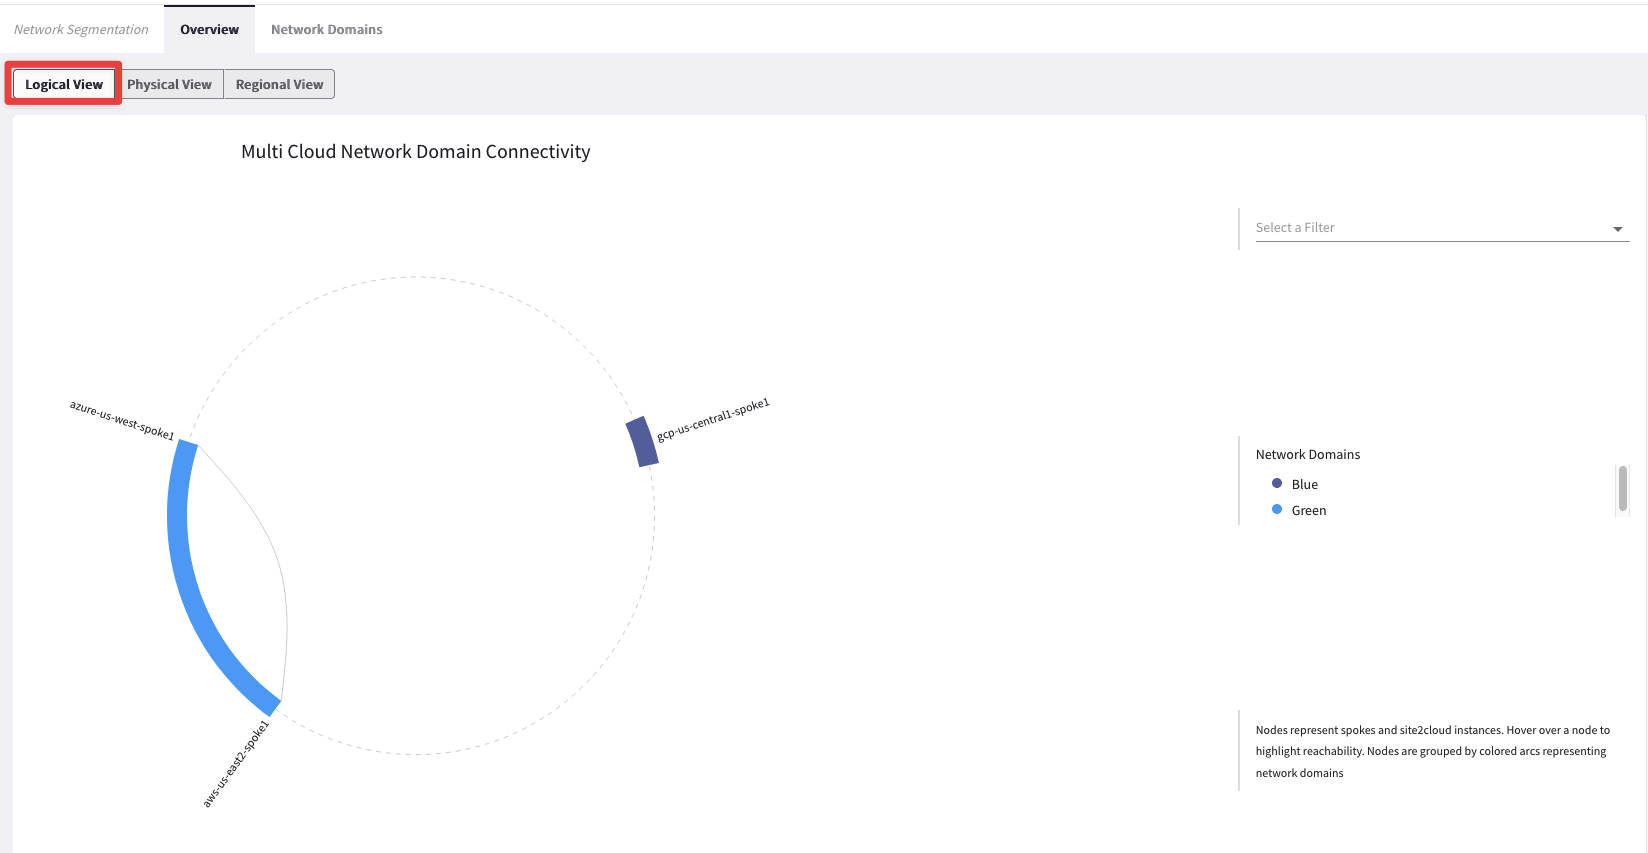 Network Segmentation
Overview
Network Domains
Logical View
Physical View
Regional View
Multi Cloud Network Domain Connectivity
Select a Filter
azure-us-west-spoke1
gcp-us-central1-spoke1
aws-us-east2-spoke1
Network Domains
Blue
Green
Nodes represent spokes and site2cloud instances. Hover over a node to
highlight reachability. Nodes are grouped by colored arcs representing
network domains